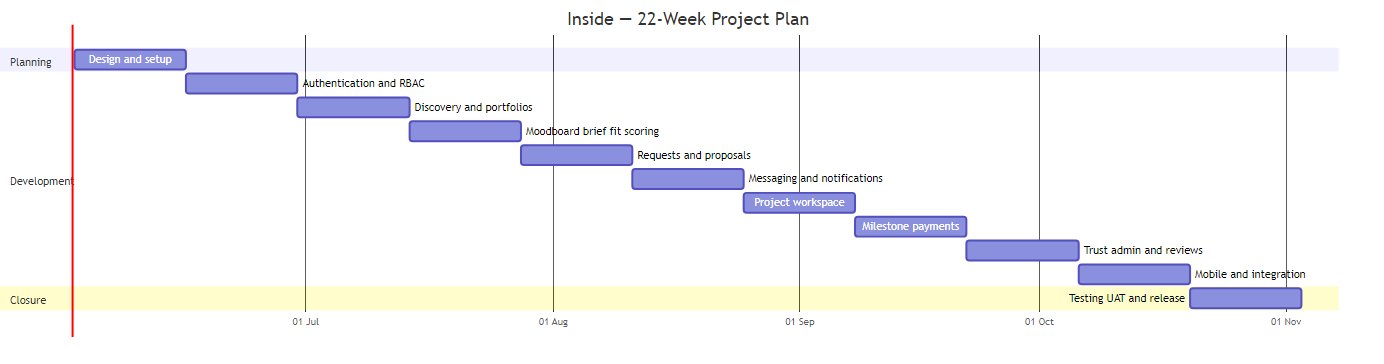 Inside — 22-Week Project Plan
Planning
Design and setup
Authentication and RBAC
Discovery and portfolios
Moodboard brief fit scoring
Requests and proposals
Development
Messaging and notifications
Project workspace
Milestone payments
Trust admin and reviews
Mobile and integration
Closure
Testing UAT and release
01 Jul
01 Aug
01 Sep
01 Oct
01 Nov